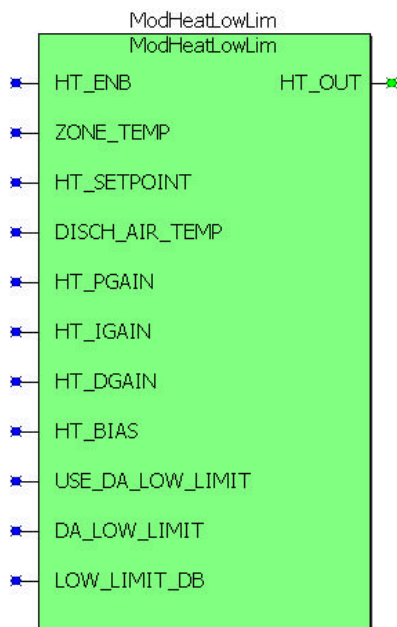 ModHeatLowLim
ModHeatLowLim
HT_ENB HT_OUT
ZONE_TEMP
HT_SETPOINT
DISCH_AIR_TEMP
HT_PGAIN
HT_IGAIN
HT_DGAIN
HT_BIAS
USE_DA_LOW_LIMIT
DA_LOW_LIMIT
LOW_LIMIT_DB